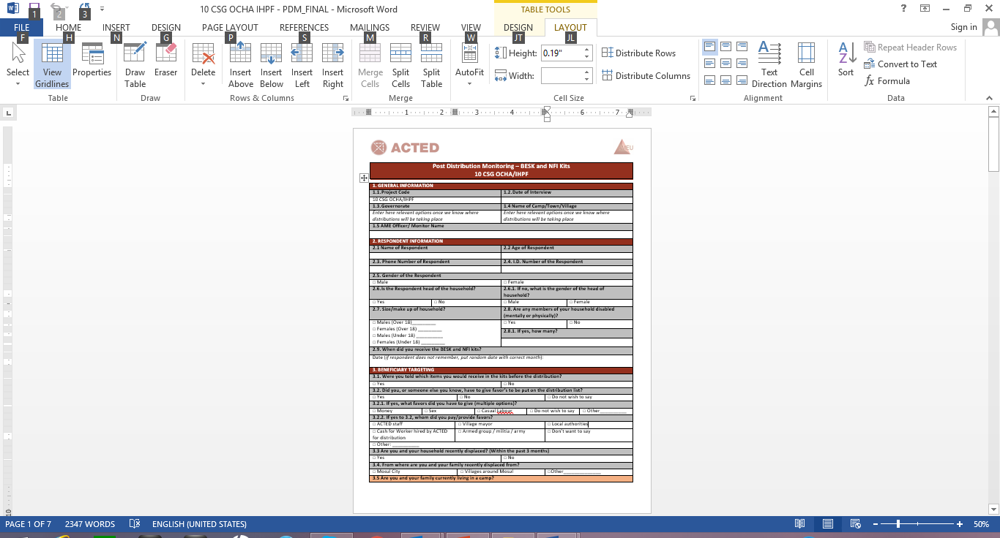 10 CSG OCHA IHPF - PDM_FINAL - Microsoft Word
TABLE TOOLS
1 2 3
FILE HOME INSERT DESIGN PAGE LAYOUT REFERENCES MAILINGS REVIEW VIEW DESIGN LAYOUT
Sign in
F H N G P S M R W JT JL
Select
View Gridlines
Properties
Draw Table
Eraser
Delete
Insert Above
Insert Below
Insert Left
Insert Right
Merge Cells
Split Cells
Split Table
AutoFit
Height: 0.19"
Width:
Distribute Rows
Distribute Columns
Text Direction
Cell Margins
Sort
Repeat Header Rows
Convert to Text
Formula
Table Draw Rows & Columns Merge Cell Size Alignment Data
L
1 2 3 4 6 7
ACTED
Post Distribution Monitoring – BESK and NFI Kits
10 CSG OCHA/IHPF
1. GENERAL INFORMATION
1.1.Project Code 1.2.Date of Interview
10 CSG OCHA/IHPF
1.3.Governorate 1.4 Name of Camp/Town/Village
Enter here relevant options once we know where distributions will be taking place
Enter here relevant options once we know where distributions will be taking place
1.5 AME Officer/ Monitor Name
2. RESPONDENT INFORMATION
2.1 Name of Respondent 2.2 Age of Respondent
2.3. Phone Number of Respondent 2.4. I.D. Number of the Respondent
2.5. Gender of the Respondent
□ Male □ Female
2.6.Is the Respondent head of the household? 2.6.1. If no, what is the gender of the head of household?
□ Yes □ No □ Male □ Female
2.7. Size/make up of household? 2.8. Are any members of your household disabled (mentally or physically)?
□ Males (Over 18)_________ □ Yes □ No
□ Females (Over 18) _________
2.8.1. If yes, how many?
□ Males (Under 18) __________
□ Females (Under 18) _________
2.9. When did you receive the BESK and NFI kits?
Date (if respondent does not remember, put random date with correct month):
3. BENEFICIARY TARGETING
3.1. Were you told which items you would receive in the kits before the distribution?
□ Yes □ No
3.2. Did you, or someone else you know, have to give favor's to be put on the distribution list?
□ Yes □ No □ Do not wish to say
3.2.1. If yes, what favors did you have to give (multiple options)?
□ Money □ Sex □ Casual Labour □ Do not wish to say □ Other__________
3.2.2. If yes to 3.2, whom did you pay/provide favors?
□ ACTED staff □ Village mayor □ Local authorities
□ Cash for Worker hired by ACTED for distribution □ Armed group / militia / army □ Don't want to say
□ Other: __________
3.3 Are you and your household recently displaced? (Within the past 3 months)
□ Yes □ No
3.4. From where are you and your family recently displaced from?
□ Mosul City □ Villages around Mosul □Other______________
3.5 Are you and your family currently living in a camp?
PAGE 1 OF 7 2347 WORDS ENGLISH (UNITED STATES) 50%